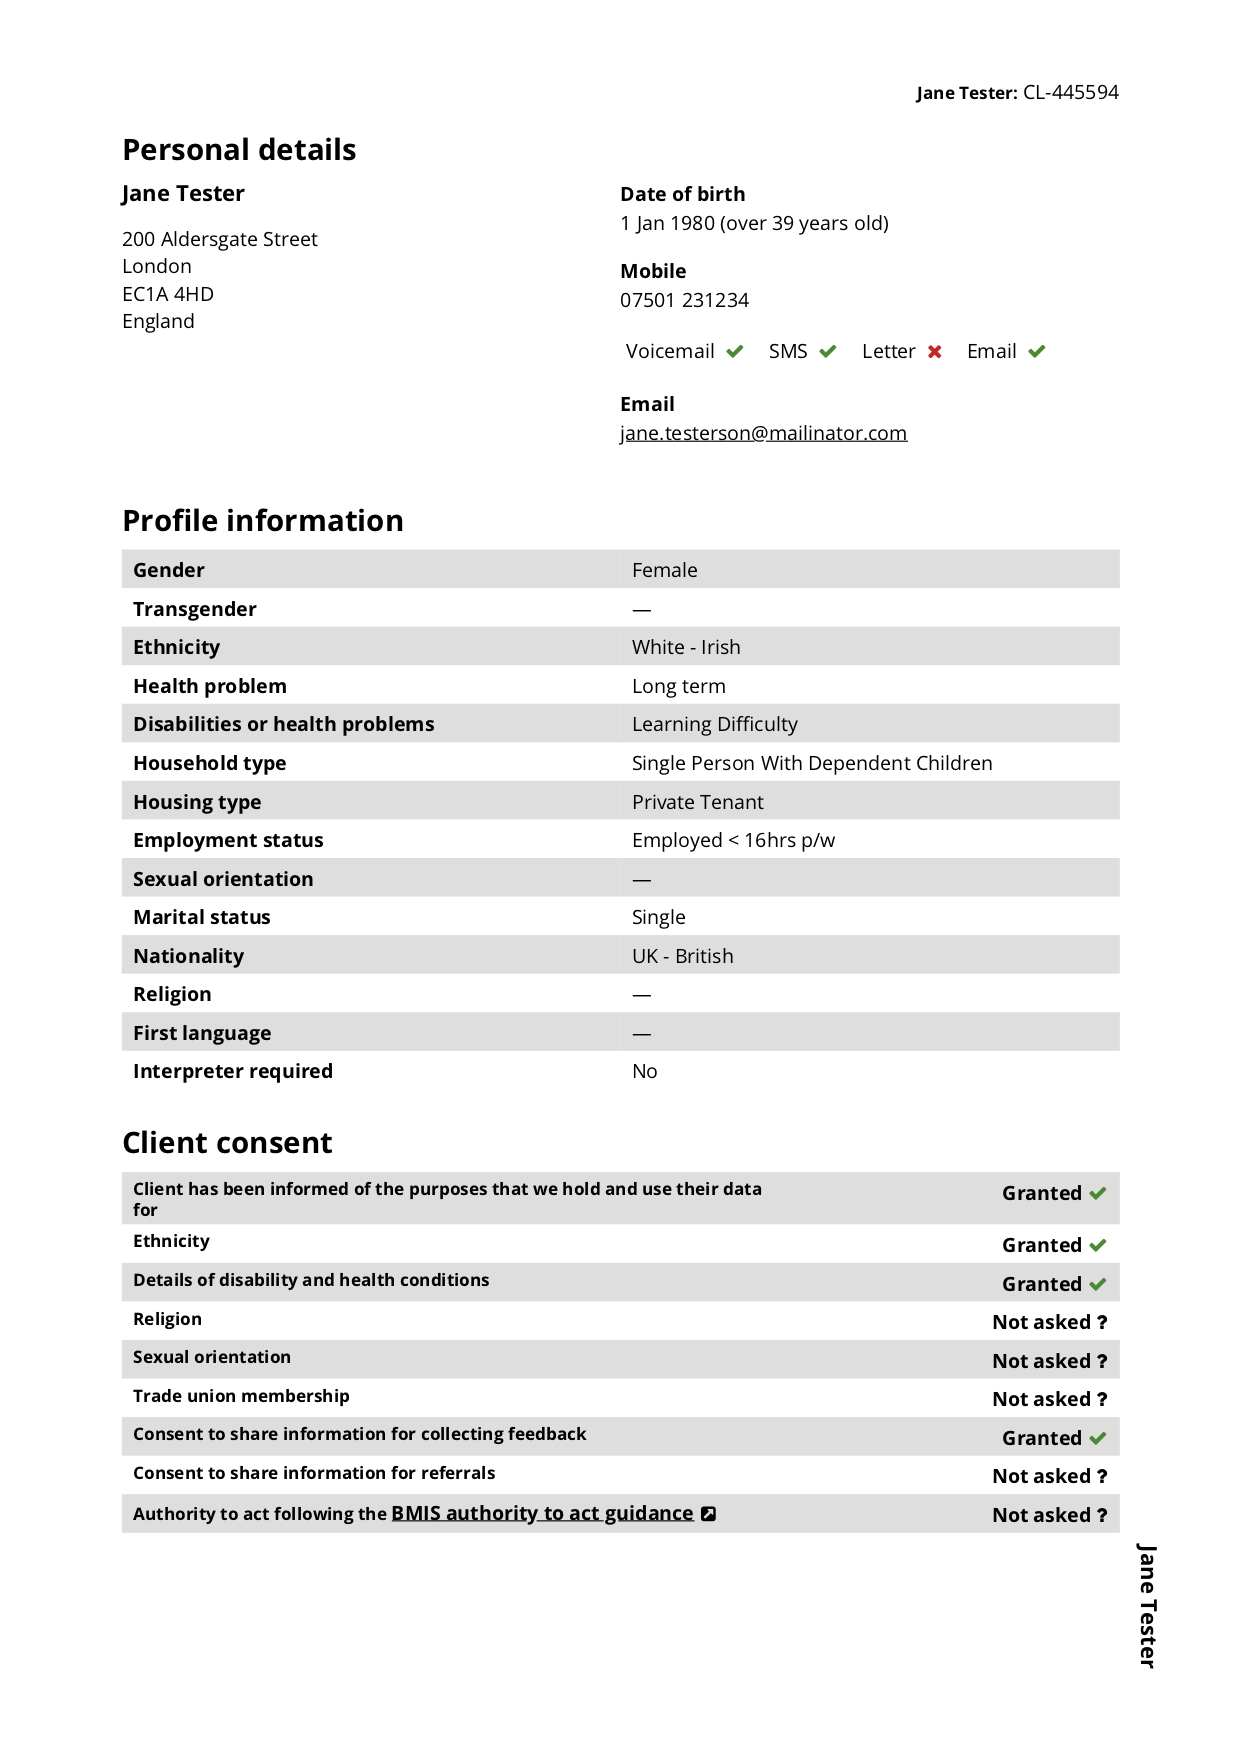 Jane Tester: CL-445594
Personal details
Jane Tester
200 Aldersgate Street
London
EC1A 4HD
England
Date of birth
1 Jan 1980 (over 39 years old)
Mobile
07501 231234
Voicemail ✔ SMS ✔ Letter ✖ Email ✔
Email
jane.testerson@mailinator.com
Profile information
Gender Female
Transgender —
Ethnicity White - Irish
Health problem Long term
Disabilities or health problems Learning Difficulty
Household type Single Person With Dependent Children
Housing type Private Tenant
Employment status Employed < 16hrs p/w
Sexual orientation —
Marital status Single
Nationality UK - British
Religion —
First language —
Interpreter required No
Client consent
Client has been informed of the purposes that we hold and use their data
for
Granted ✔
Ethnicity Granted ✔
Details of disability and health conditions Granted ✔
Religion Not asked ?
Sexual orientation Not asked ?
Trade union membership Not asked ?
Consent to share information for collecting feedback Granted ✔
Consent to share information for referrals Not asked ?
Authority to act following the BMIS authority to act guidance Not asked ?
Jane Tester